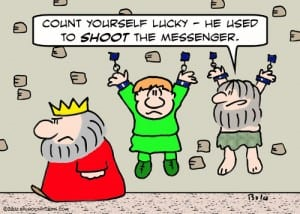 COUNT YOURSELF LUCKY – HE USED
TO SHOOT THE MESSENGER.